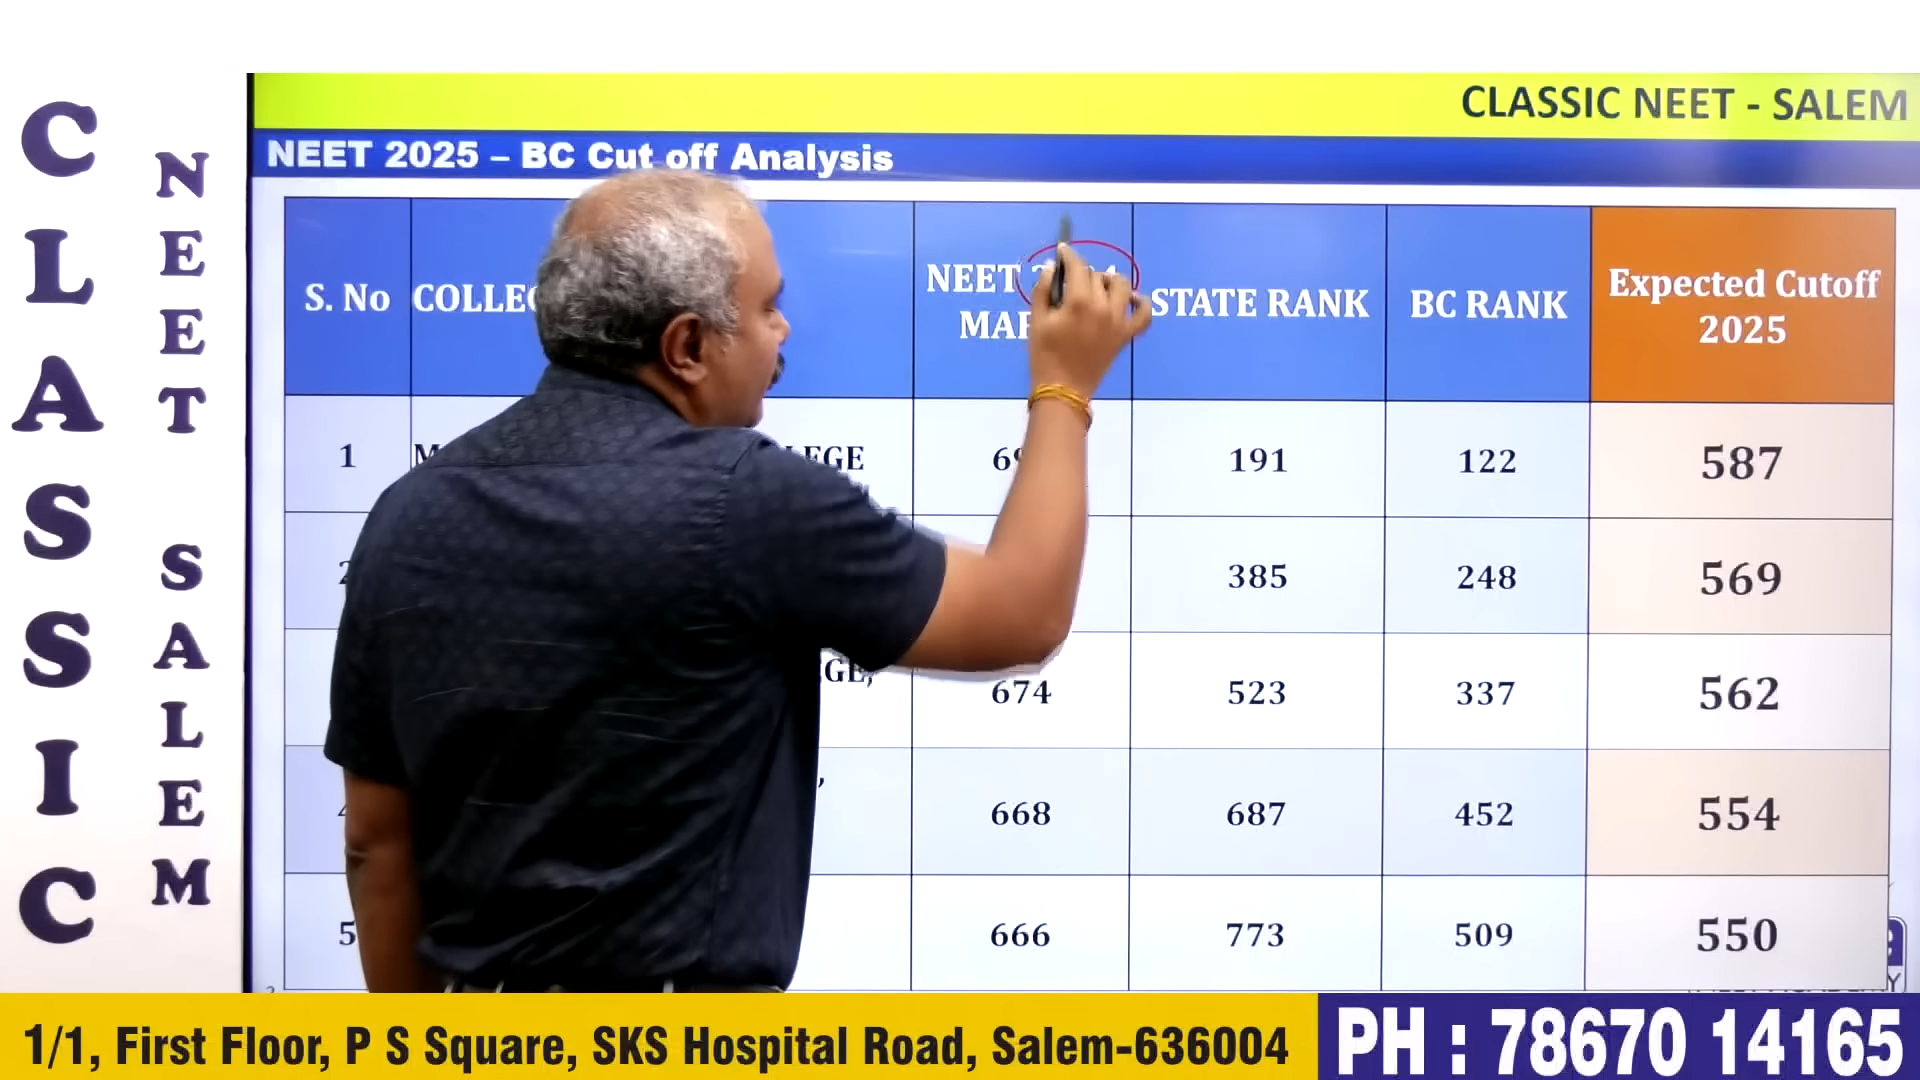 CLASSIC
NEET SALEM
CLASSIC NEET - SALEM
NEET 2025 – BC Cut off Analysis
S. No
NEET
STATE RANK
BC RANK
Expected Cutoff
2025
1
191
122
587
385
248
569
674
523
337
562
668
687
452
554
5
666
773
509
550
1/1, First Floor, P S Square, SKS Hospital Road, Salem-636004
PH : 78670 14165